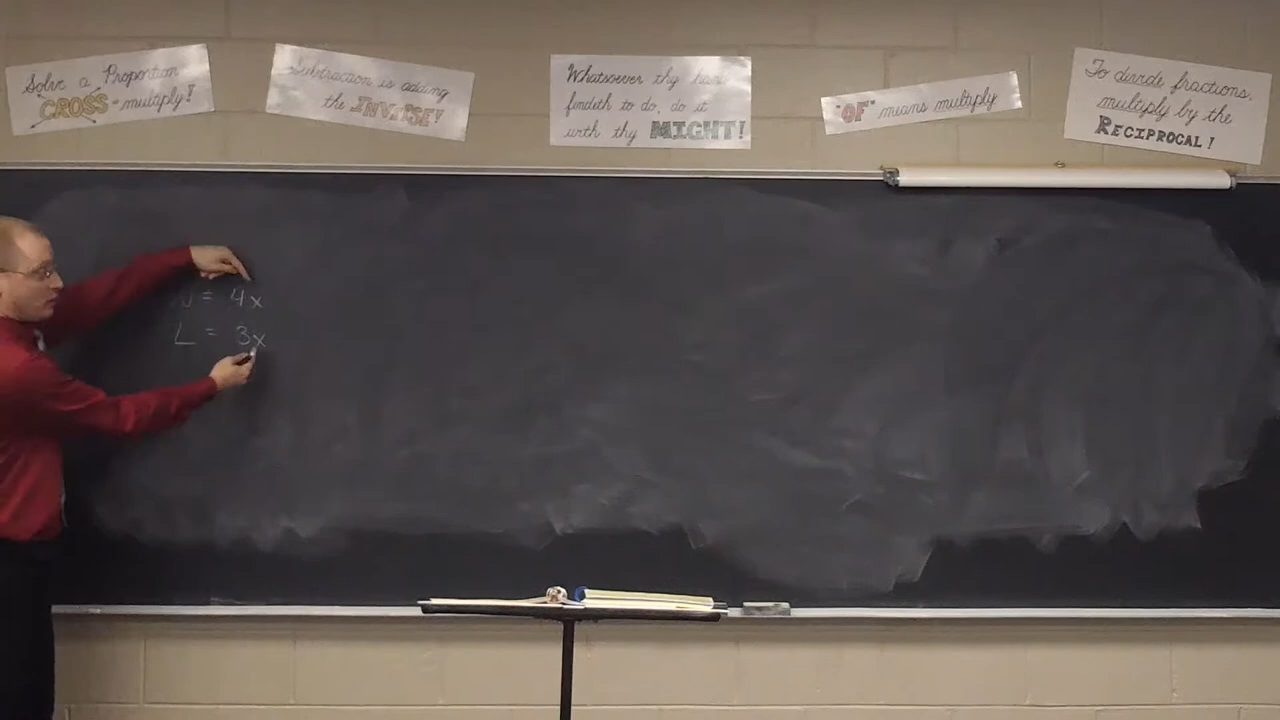 Solve a Proportion
CROSS-multiply!
Subtraction is adding
the INVERSE!
Whatsoever thy hand
findeth to do, do it
with thy MIGHT!
"OF" means multiply
To divide fractions,
multiply by the
RECIPROCAL!
= 4x
L = 3x